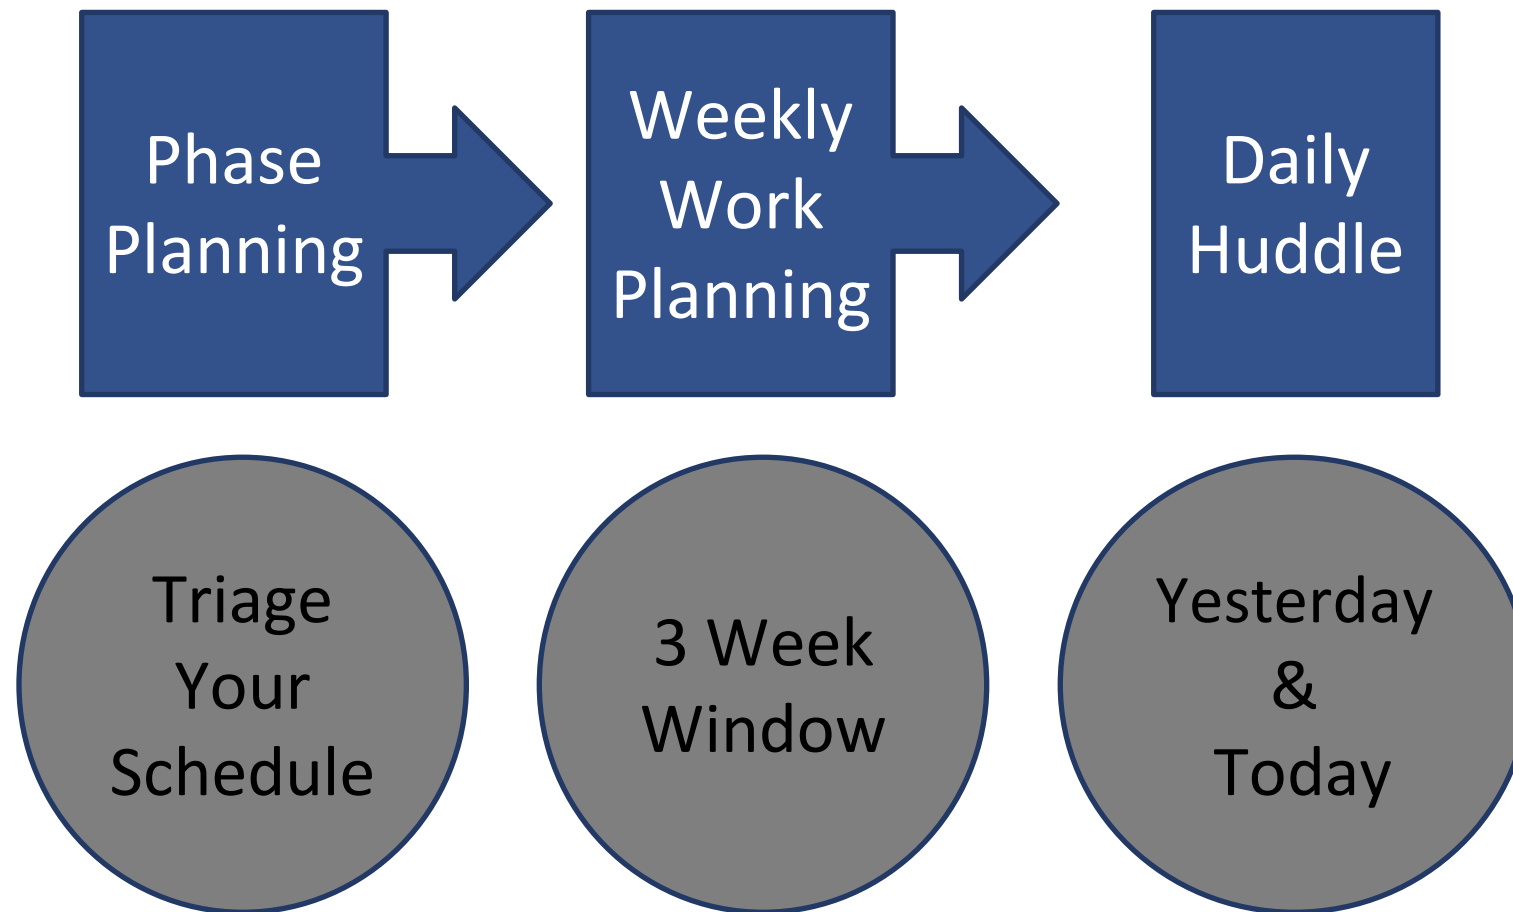 Phase
Planning
Weekly
Work
Planning
Daily
Huddle
Triage
Your
Schedule
3 Week
Window
Yesterday
&
Today